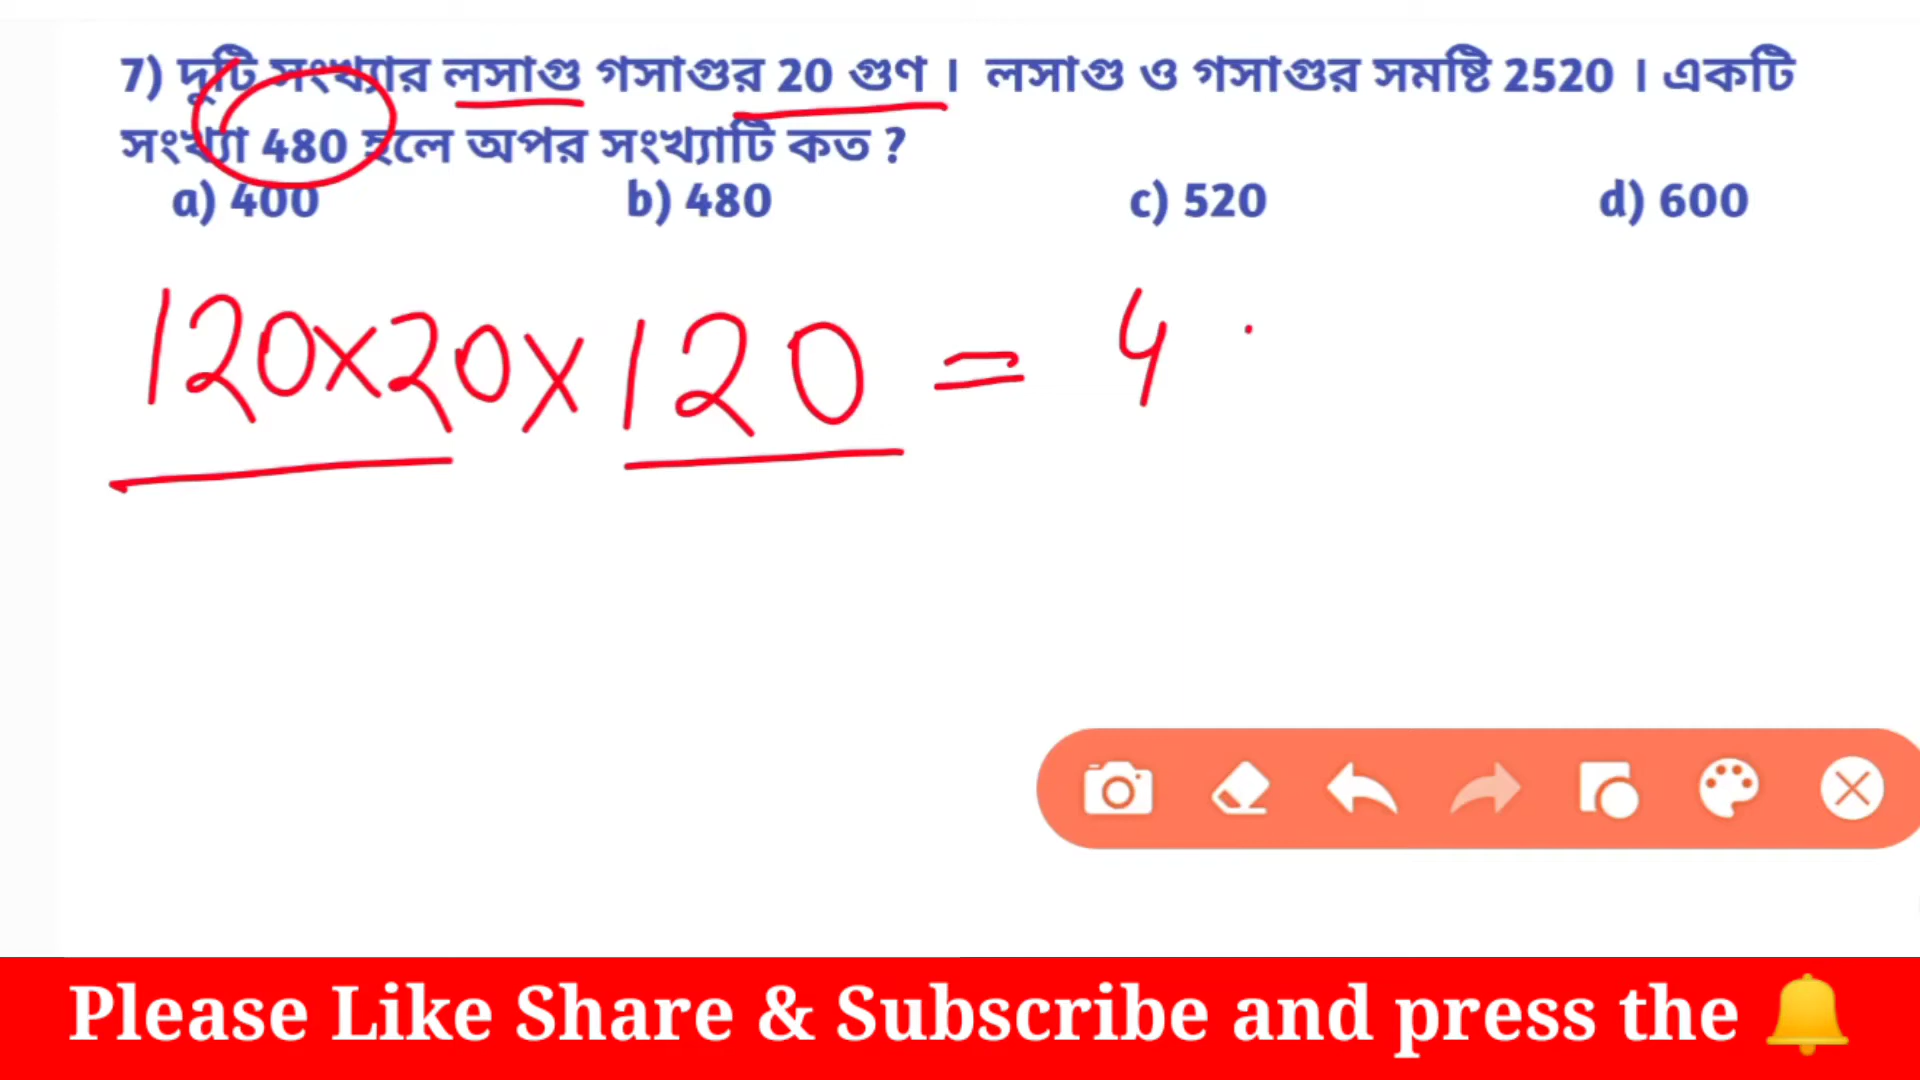 7) দুটি সংখ্যার লসাগু গসাগুর 20 গুণ । লসাগু ও গসাগুর সমষ্টি 2520 । একটি
সংখ্যা 480 হলে অপর সংখ্যাটি কত ?
a) 400 b) 480 c) 520 d) 600
120×20×120 = 4
Please Like Share & Subscribe and press the 🔔